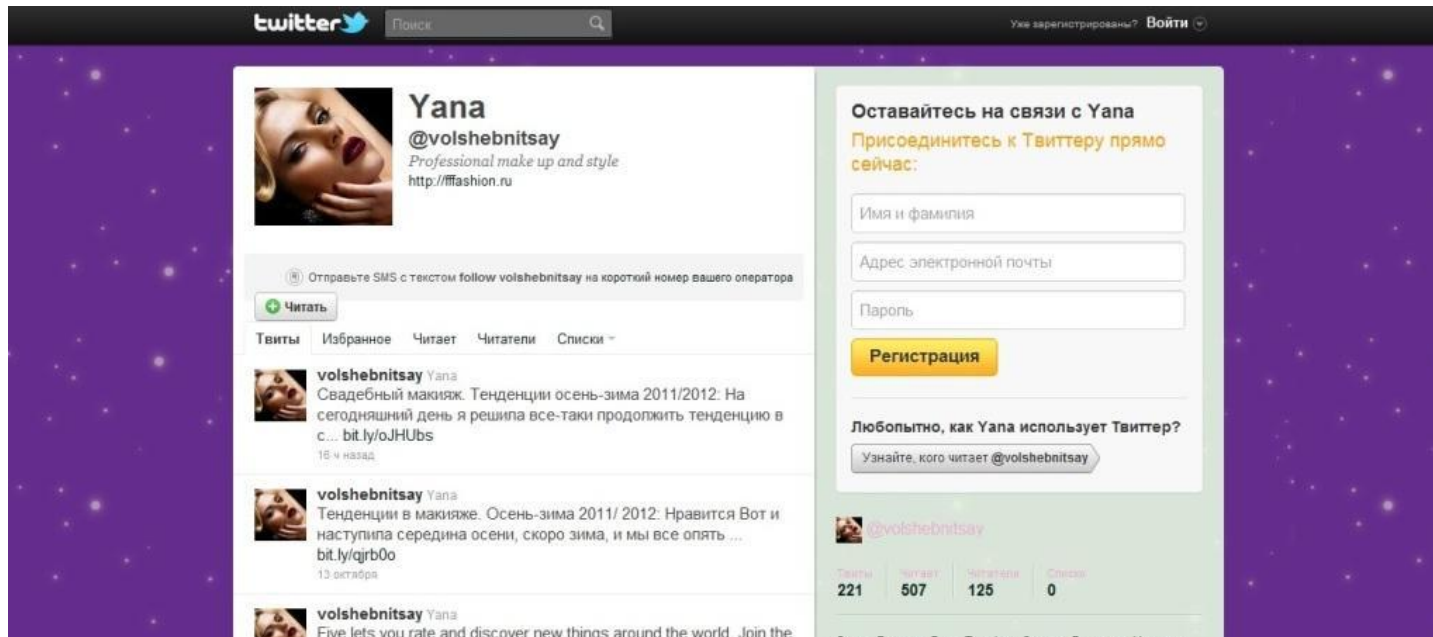 twitter
Поиск
Уже зарегистрированы? Войти
Yana
@volshebnitsay
Professional make up and style
http://fffashion.ru
Отправьте SMS с текстом follow volshebnitsay на короткий номер вашего оператора
Читать
Твиты Избранное Читает Читатели Списки
volshebnitsay Yana
Свадебный макияж. Тенденции осень-зима 2011/2012: На
сегодняшний день я решила все-таки продолжить тенденцию в
с... bit.ly/oJHUbs
16 ч назад
volshebnitsay Yana
Тенденции в макияже. Осень-зима 2011/ 2012: Нравится Вот и
наступила середина осени, скоро зима, и мы все опять ...
bit.ly/qjrb0o
13 октября
volshebnitsay Yana
Five lets you rate and discover new things around the world. Join the
Оставайтесь на связи с Yana
Присоединитесь к Твиттеру прямо
сейчас:
Имя и фамилия
Адрес электронной почты
Пароль
Регистрация
Любопытно, как Yana использует Твиттер?
Узнайте, кого читает @volshebnitsay
@volshebnitsay
Твиты Читает Читатели Списки
221 507 125 0